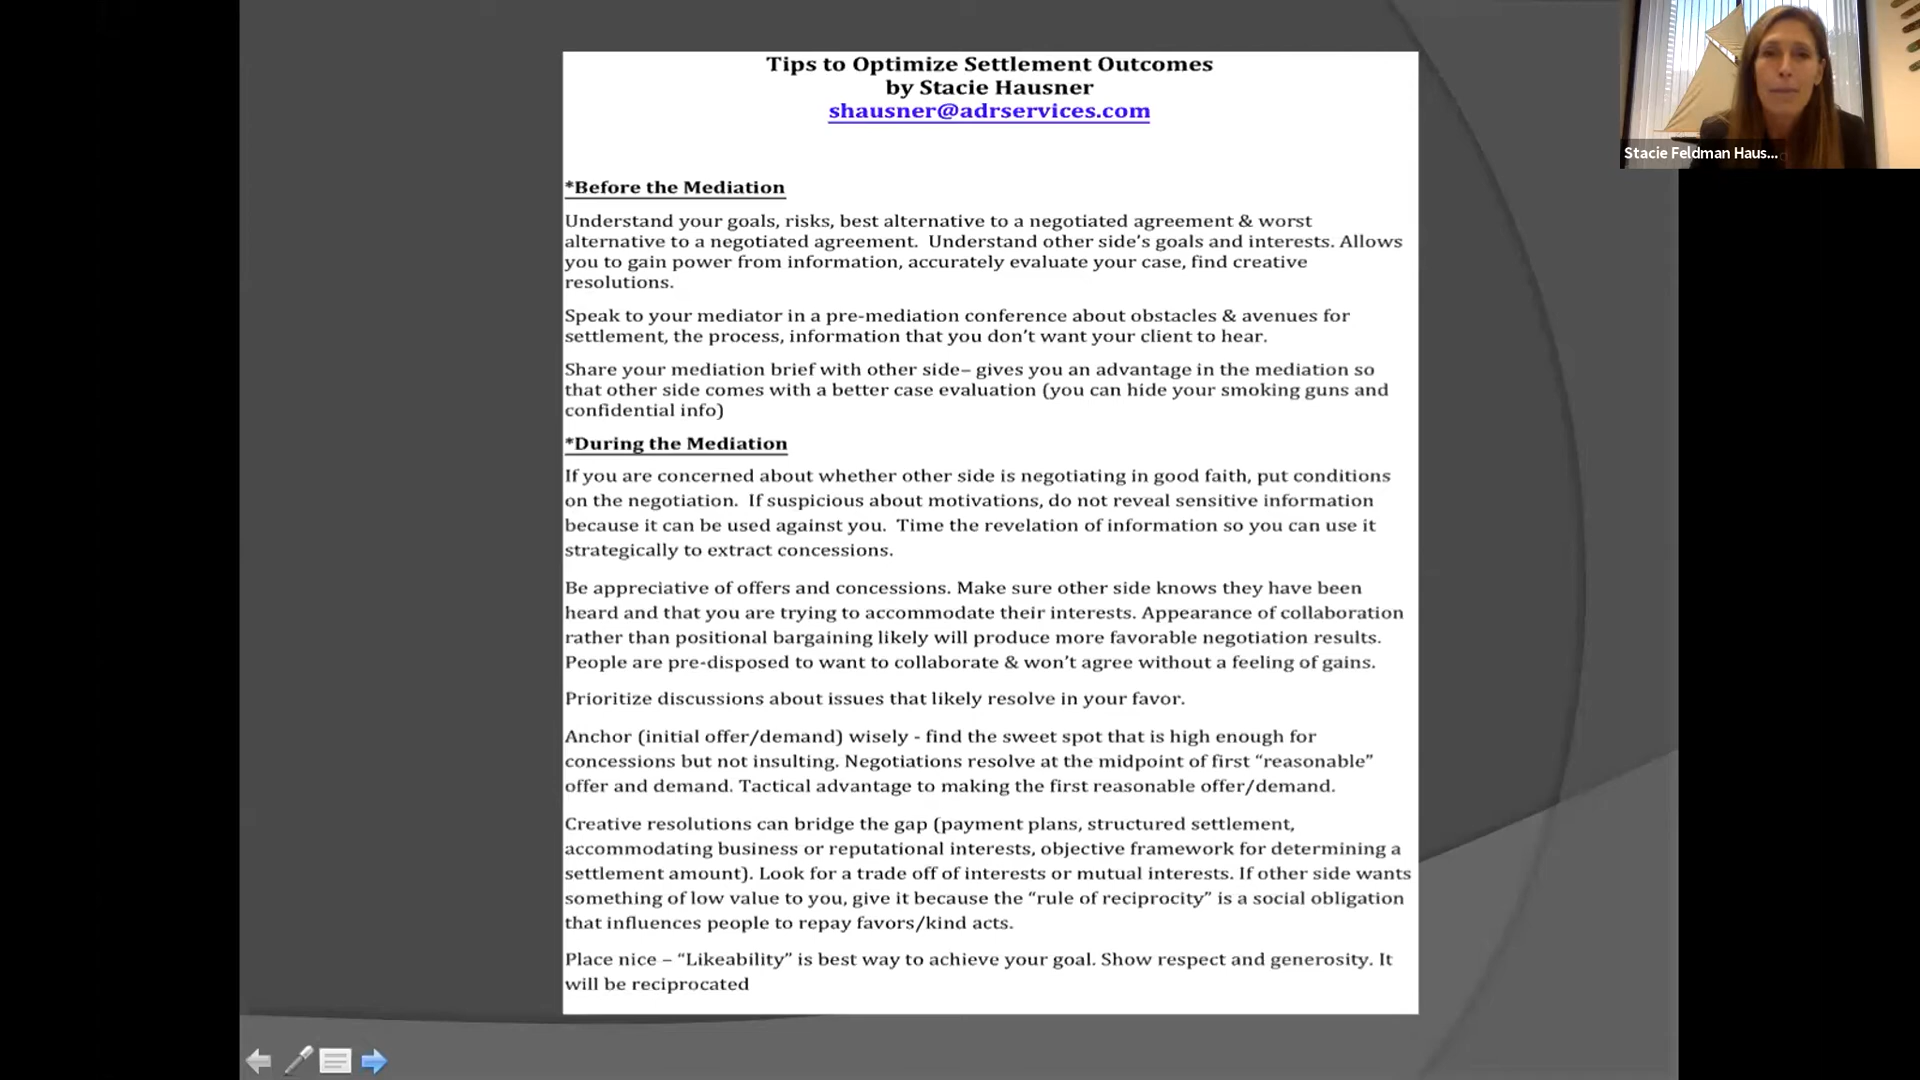 Tips to Optimize Settlement Outcomes
by Stacie Hausner
shausner@adrservices.com
Stacie Feldman Haus...
*Before the Mediation
Understand your goals, risks, best alternative to a negotiated agreement & worst
alternative to a negotiated agreement.  Understand other side's goals and interests. Allows
you to gain power from information, accurately evaluate your case, find creative
resolutions.
Speak to your mediator in a pre-mediation conference about obstacles & avenues for
settlement, the process, information that you don't want your client to hear.
Share your mediation brief with other side– gives you an advantage in the mediation so
that other side comes with a better case evaluation (you can hide your smoking guns and
confidential info)
*During the Mediation
If you are concerned about whether other side is negotiating in good faith, put conditions
on the negotiation.  If suspicious about motivations, do not reveal sensitive information
because it can be used against you.  Time the revelation of information so you can use it
strategically to extract concessions.
Be appreciative of offers and concessions. Make sure other side knows they have been
heard and that you are trying to accommodate their interests. Appearance of collaboration
rather than positional bargaining likely will produce more favorable negotiation results.
People are pre-disposed to want to collaborate & won't agree without a feeling of gains.
Prioritize discussions about issues that likely resolve in your favor.
Anchor (initial offer/demand) wisely - find the sweet spot that is high enough for
concessions but not insulting. Negotiations resolve at the midpoint of first “reasonable”
offer and demand. Tactical advantage to making the first reasonable offer/demand.
Creative resolutions can bridge the gap (payment plans, structured settlement,
accommodating business or reputational interests, objective framework for determining a
settlement amount). Look for a trade off of interests or mutual interests. If other side wants
something of low value to you, give it because the “rule of reciprocity” is a social obligation
that influences people to repay favors/kind acts.
Place nice – “Likeability” is best way to achieve your goal. Show respect and generosity. It
will be reciprocated